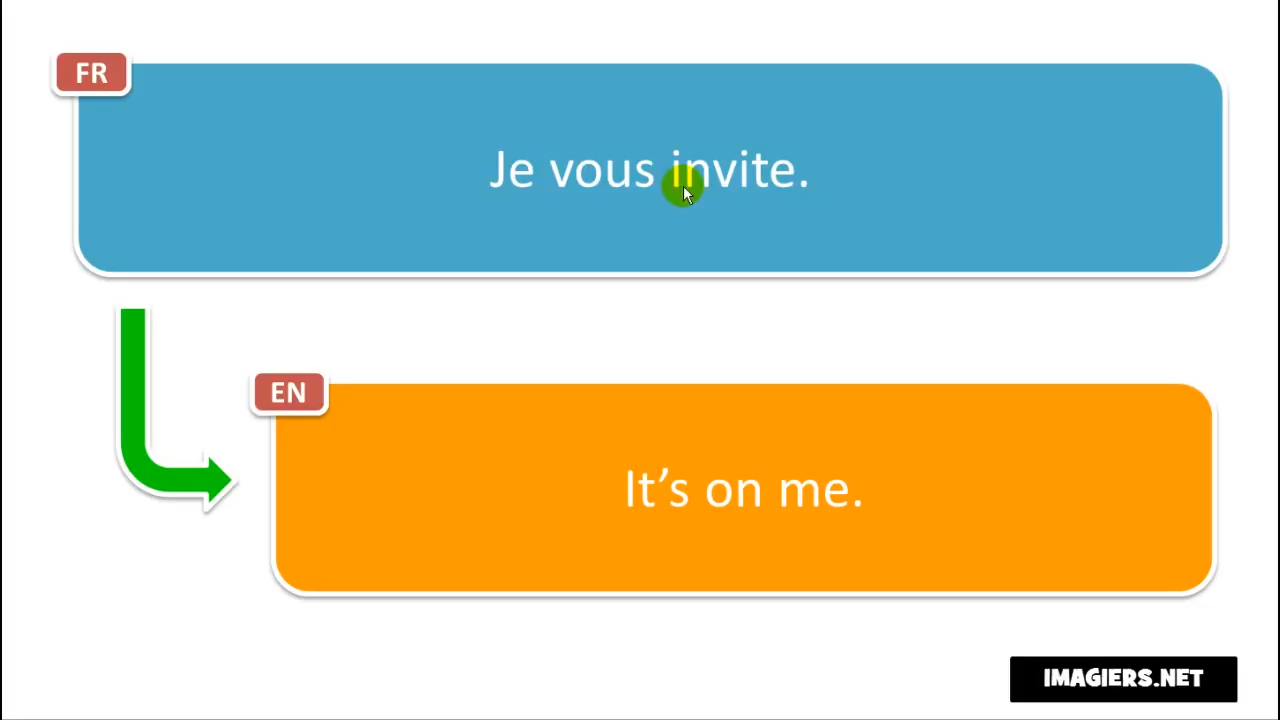 FR
Je vous invite.
EN
It’s on me.
IMAGIERS.NET